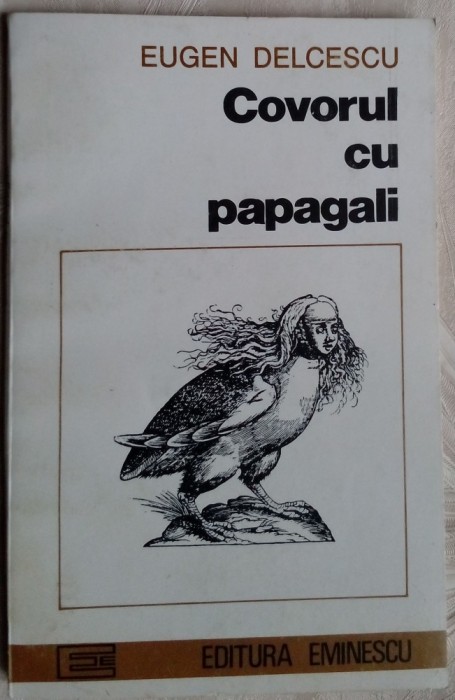 EUGEN DELCESCU
Covorul
cu
papagali
EDITURA EMINESCU